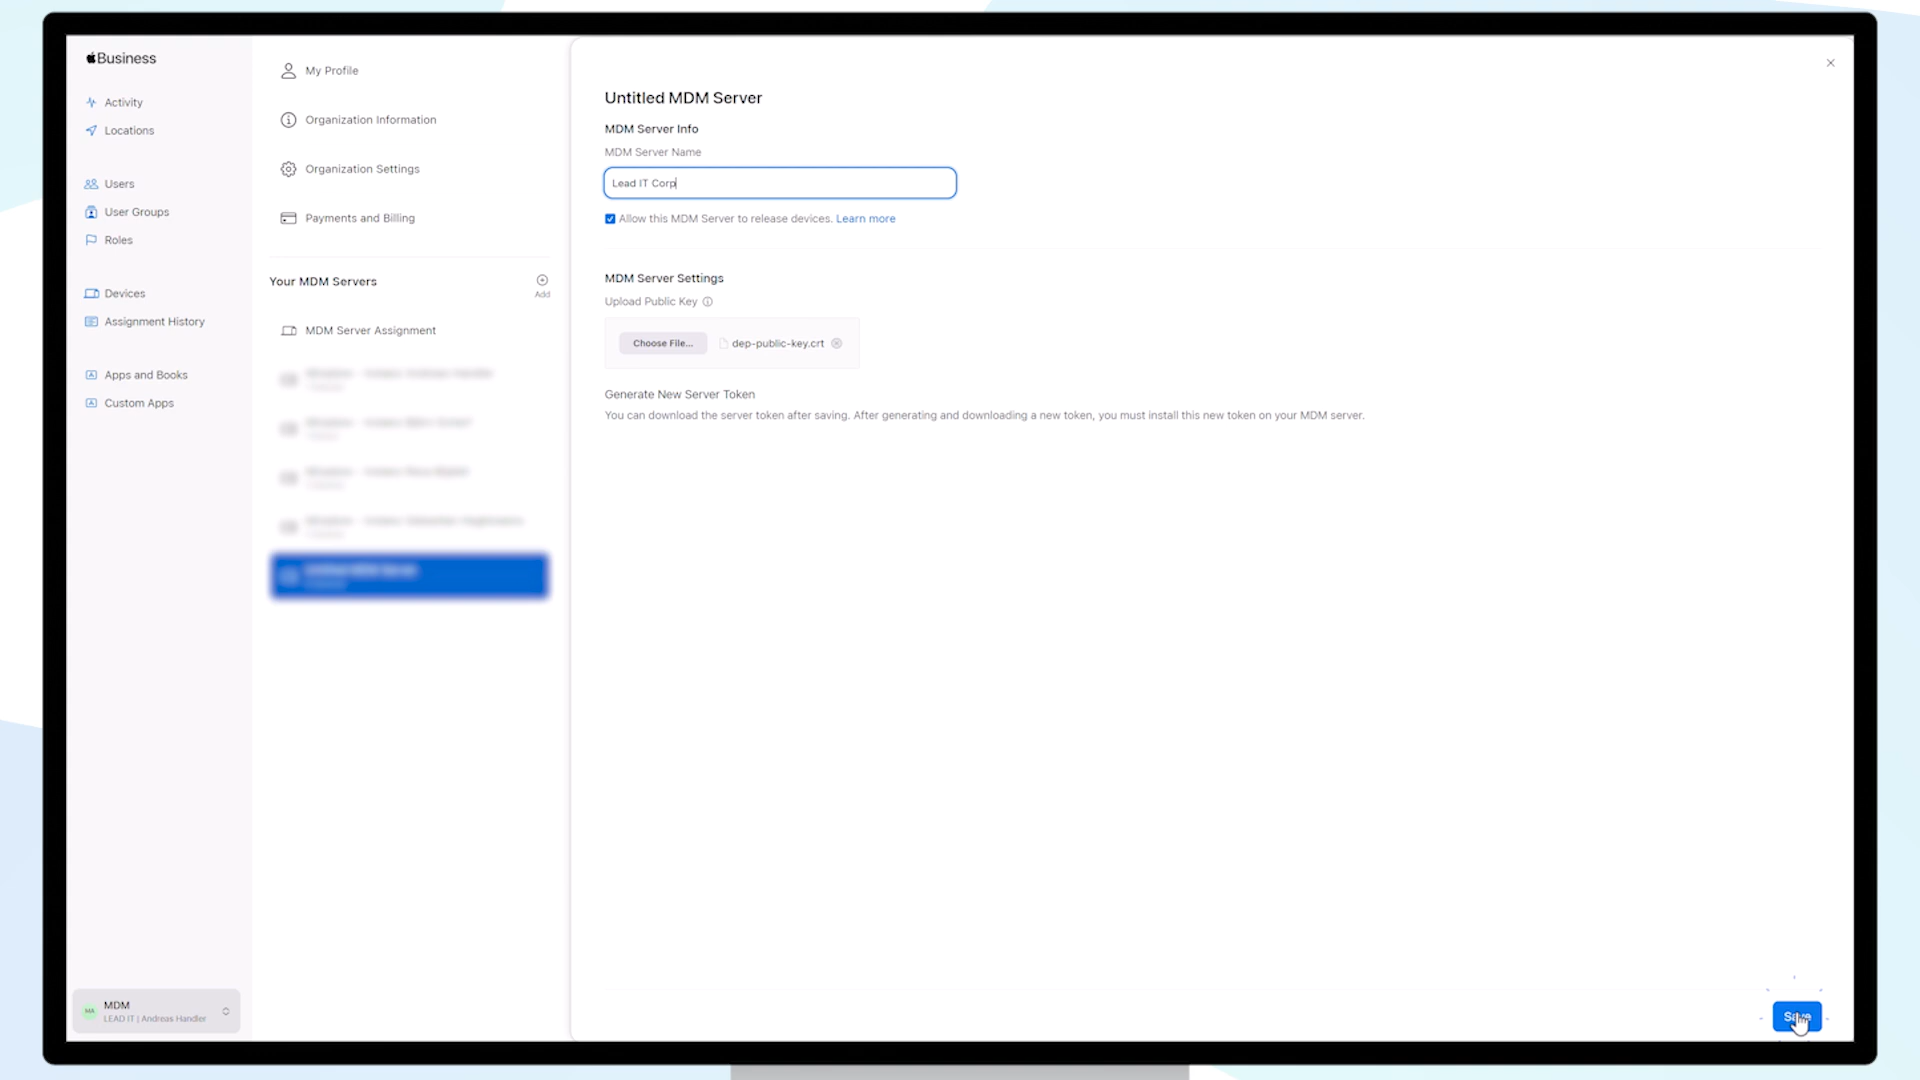 Business
Activity
Locations
Users
User Groups
Roles
Devices
Assignment History
Apps and Books
Custom Apps
MA
MDM
LEAD IT | Andreas Handler
My Profile
Organization Information
Organization Settings
Payments and Billing
Your MDM Servers
Add
MDM Server Assignment
Untitled MDM Server
Untitled MDM Server
MDM Server Info
MDM Server Name
Lead IT Corp
Allow this MDM Server to release devices. Learn more
MDM Server Settings
Upload Public Key
Choose File...
dep-public-key.crt
Generate New Server Token
You can download the server token after saving. After generating and downloading a new token, you must install this new token on your MDM server.
Save